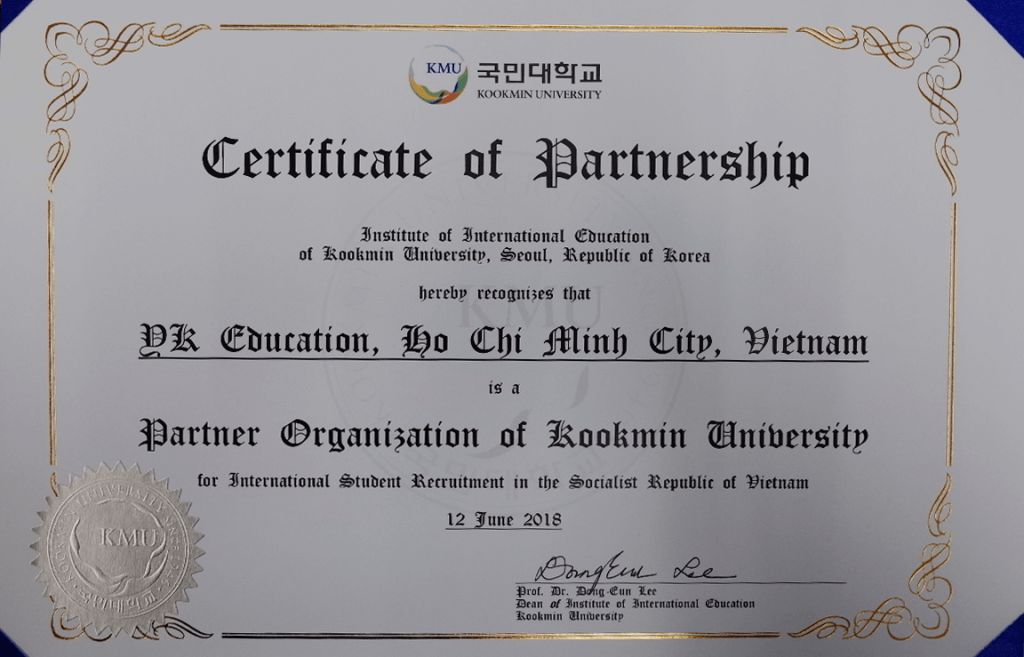 KMU 국민대학교
KOOKMIN UNIVERSITY
Certificate of Partnership
Institute of International Education
of Kookmin University, Seoul, Republic of Korea
hereby recognizes that
KMU
YK Education, Ho Chi Minh City, Vietnam
is a
Partner Organization of Kookmin University
for International Student Recruitment in the Socialist Republic of Vietnam
12 June 2018
KMU
DongEun Lee
Prof. Dr. Dong-Eun Lee
Dean of Institute of International Education
Kookmin University